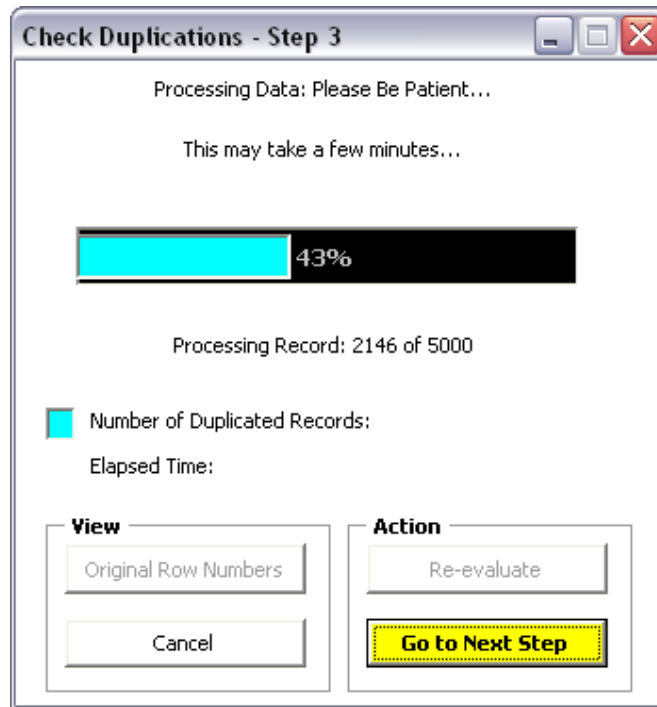 Check Duplications - Step 3
Processing Data: Please Be Patient...
This may take a few minutes...
43%
Processing Record: 2146 of 5000
Number of Duplicated Records:
Elapsed Time:
View
Original Row Numbers
Cancel
Action
Re-evaluate
Go to Next Step